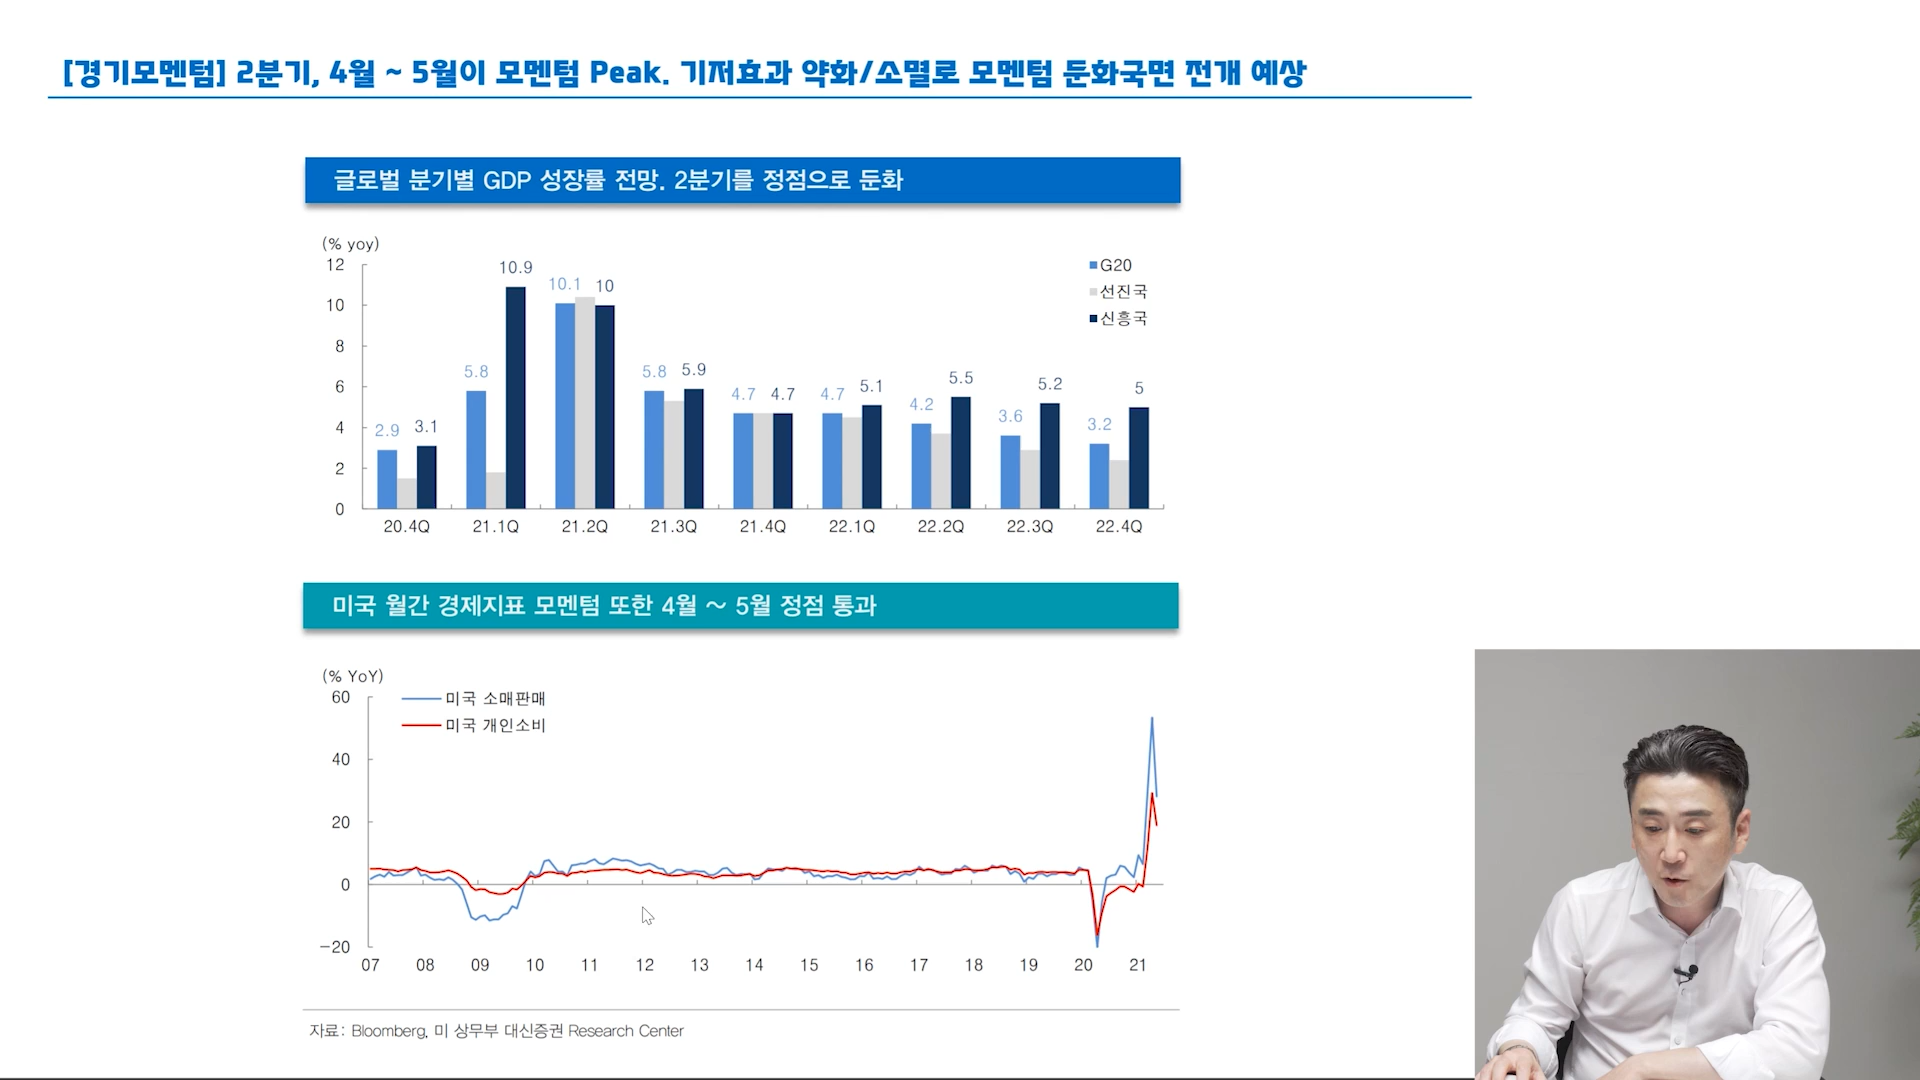 [경기모멘텀] 2분기, 4월 ~ 5월이 모멘텀 Peak. 기저효과 약화/소멸로 모멘텀 둔화국면 전개 예상
글로벌 분기별 GDP 성장률 전망. 2분기를 정점으로 둔화
(% yoy)
12
10
8
6
4
2
0
G20
선진국
신흥국
2.9 3.1
5.8 10.9
10.1 10
5.8 5.9
4.7 4.7
4.7 5.1
4.2 5.5
3.6 5.2
3.2 5
20.4Q 21.1Q 21.2Q 21.3Q 21.4Q 22.1Q 22.2Q 22.3Q 22.4Q
미국 월간 경제지표 모멘텀 또한 4월 ~ 5월 정점 통과
(% YoY)
60
40
20
0
-20
미국 소매판매
미국 개인소비
07 08 09 10 11 12 13 14 15 16 17 18 19 20 21
자료: Bloomberg, 미 상무부 대신증권 Research Center